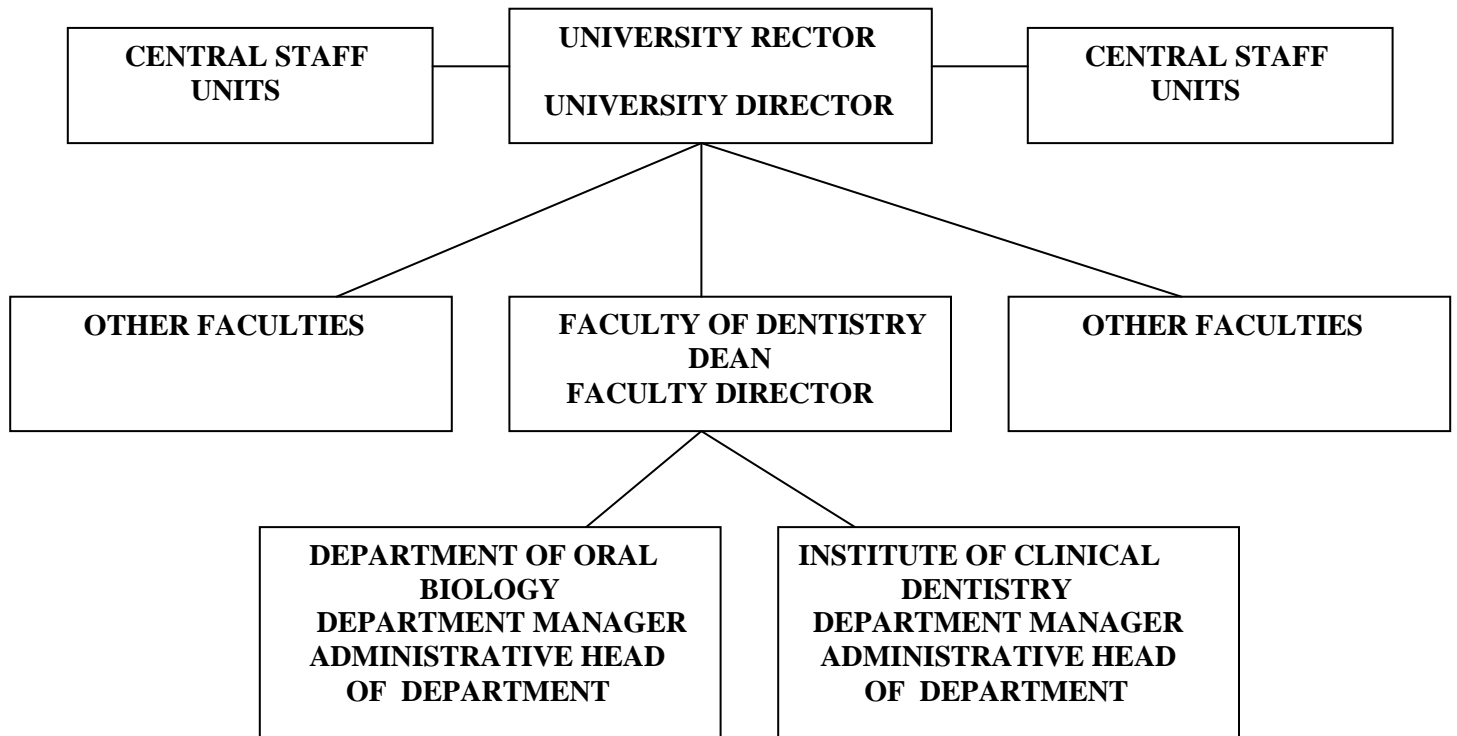 CENTRAL STAFF
UNITS
UNIVERSITY RECTOR
UNIVERSITY DIRECTOR
CENTRAL STAFF
UNITS
OTHER FACULTIES
FACULTY OF DENTISTRY
DEAN
FACULTY DIRECTOR
OTHER FACULTIES
DEPARTMENT OF ORAL
BIOLOGY
DEPARTMENT MANAGER
ADMINISTRATIVE HEAD
OF DEPARTMENT
INSTITUTE OF CLINICAL
DENTISTRY
DEPARTMENT MANAGER
ADMINISTRATIVE HEAD
OF DEPARTMENT